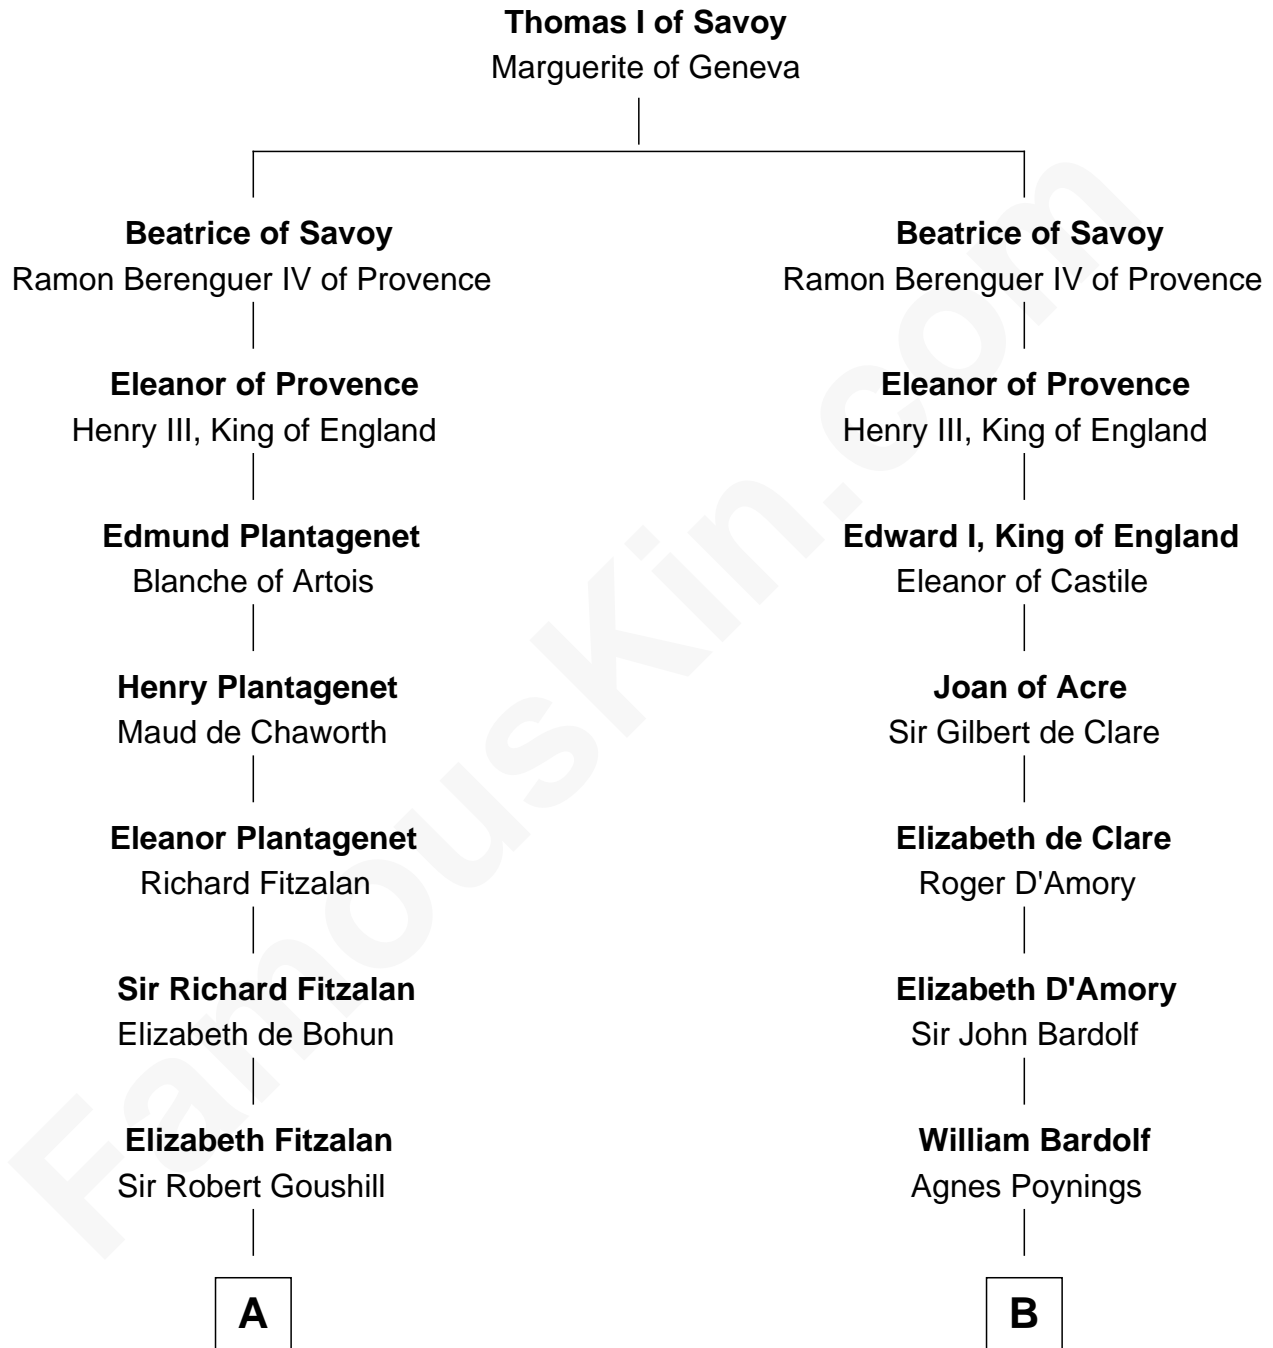 Thomas I of Savoy
Marguerite of Geneva
Beatrice of Savoy
Ramon Berenguer IV of Provence
Beatrice of Savoy
Ramon Berenguer IV of Provence
Eleanor of Provence
Henry III, King of England
Eleanor of Provence
Henry III, King of England
Edmund Plantagenet
Blanche of Artois
Edward I, King of England
Eleanor of Castile
Henry Plantagenet
Maud de Chaworth
Joan of Acre
Sir Gilbert de Clare
Eleanor Plantagenet
Richard Fitzalan
Elizabeth de Clare
Roger D'Amory
Sir Richard Fitzalan
Elizabeth de Bohun
Elizabeth D'Amory
Sir John Bardolf
Elizabeth Fitzalan
Sir Robert Goushill
William Bardolf
Agnes Poynings
A
B
FamousKin.com